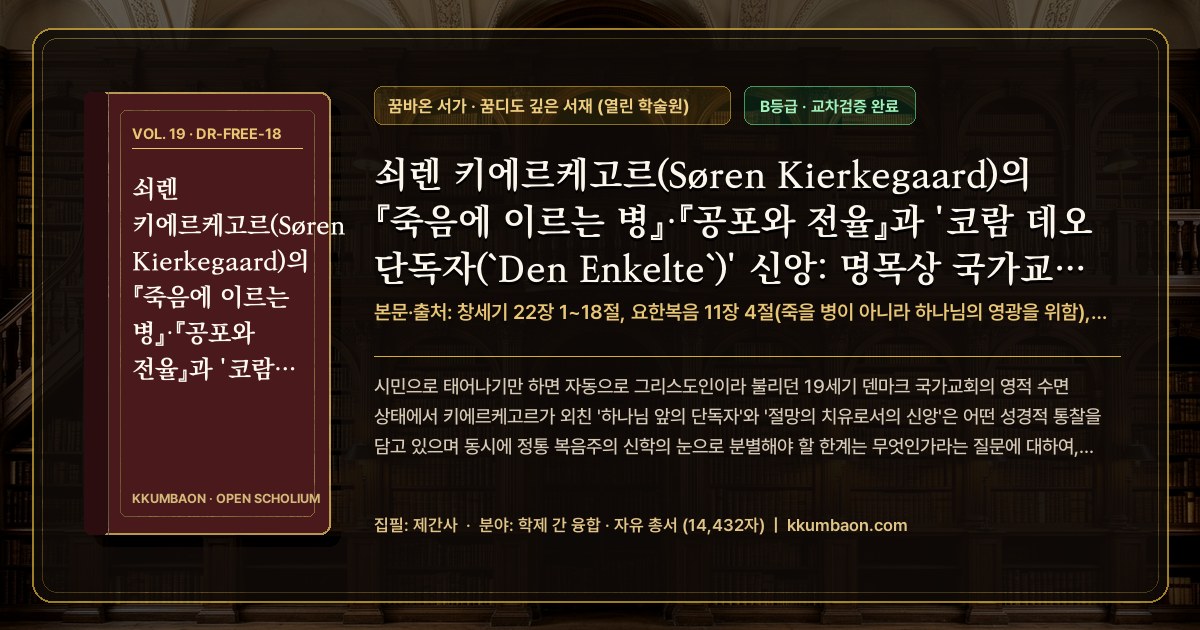 VOL. 19 · DR-FREE-18
쇠렌
키에르케고르(Søren
Kierkegaard)의
『죽음에 이르는
병』·『공포와
전율』과 '코람…
KKUMBAON · OPEN SCHOLIUM
꿈바온 서가 · 꿈디도 깊은 서재 (열린 학술원)
B등급 · 교차검증 완료
쇠렌 키에르케고르(Søren Kierkegaard)의
『죽음에 이르는 병』·『공포와 전율』과 '코람 데오
단독자(`Den Enkelte`)' 신앙: 명목상 국가교…
본문·출처: 창세기 22장 1~18절, 요한복음 11장 4절(죽을 병이 아니라 하나님의 영광을 위함),…
시민으로 태어나기만 하면 자동으로 그리스도인이라 불리던 19세기 덴마크 국가교회의 영적 수면
상태에서 키에르케고르가 외친 '하나님 앞의 단독자'와 '절망의 치유로서의 신앙'은 어떤 성경적 통찰을
담고 있으며 동시에 정통 복음주의 신학의 눈으로 분별해야 할 한계는 무엇인가라는 질문에 대하여,…
집필: 제간사 · 분야: 학제 간 융합 · 자유 총서 (14,432자) | kkumbaon.com